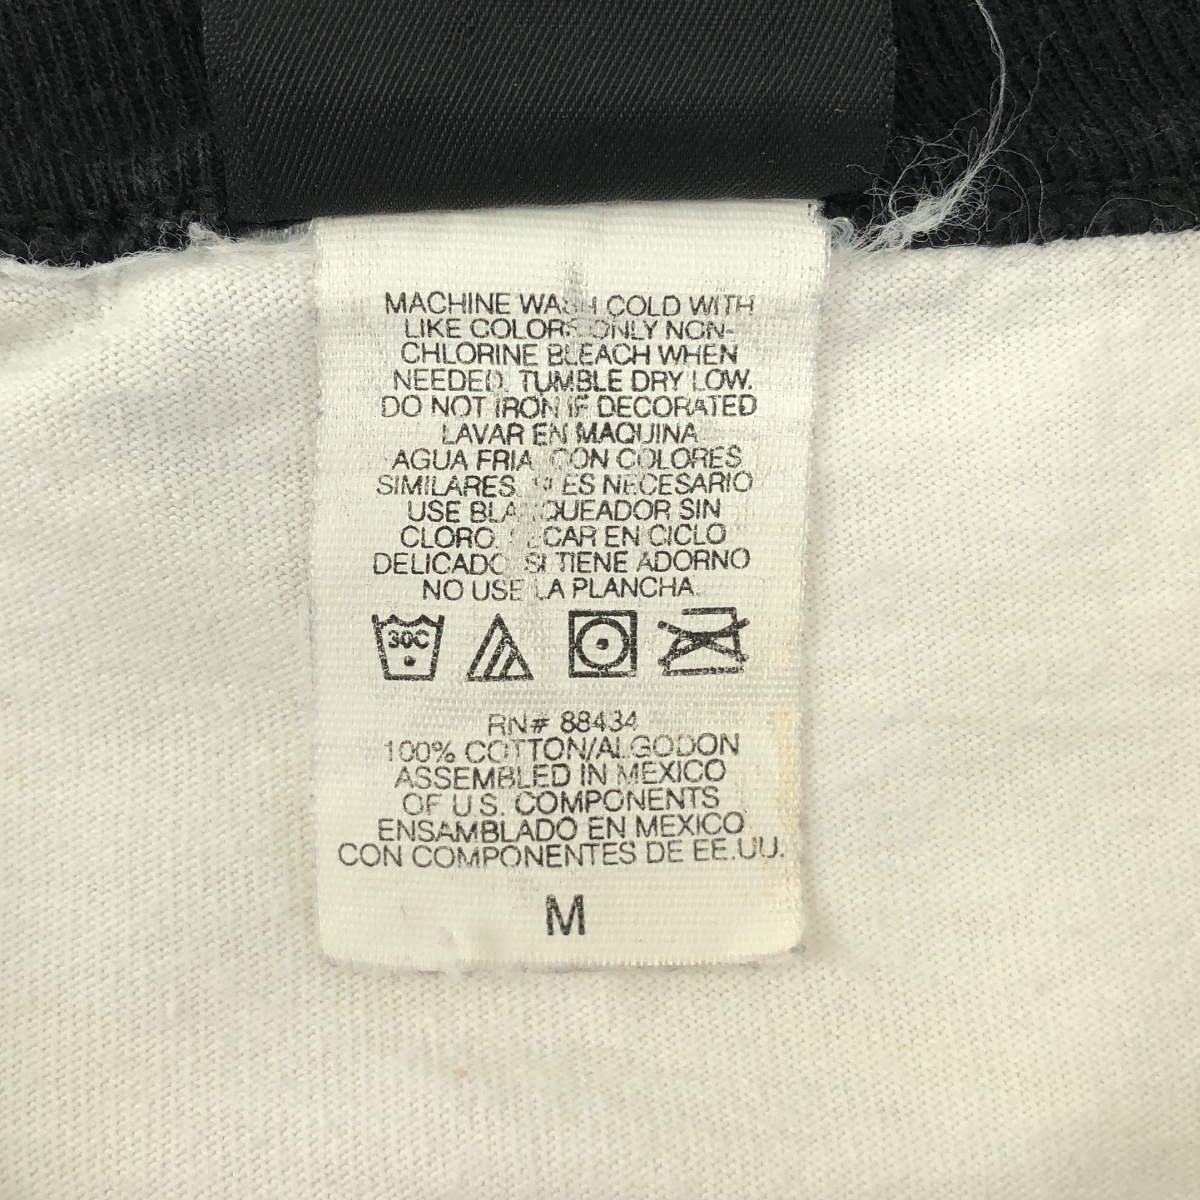 MACHINE WASH COLD WITH
LIKE COLORS ONLY NON-
CHLORINE BLEACH WHEN
NEEDED. TUMBLE DRY LOW.
DO NOT IRON IF DECORATED
LAVAR EN MAQUINA
AGUA FRIA CON COLORES
SIMILARES. SI ES NECESARIO
USE BLANQUEADOR SIN
CLORO. SECAR EN CICLO
DELICADO. SI TIENE ADORNO
NO USE LA PLANCHA.
30C
RN# 88434
100% COTTON/ALGODON
ASSEMBLED IN MEXICO
OF U.S. COMPONENTS
ENSAMBLADO EN MEXICO
CON COMPONENTES DE EE.UU.
M